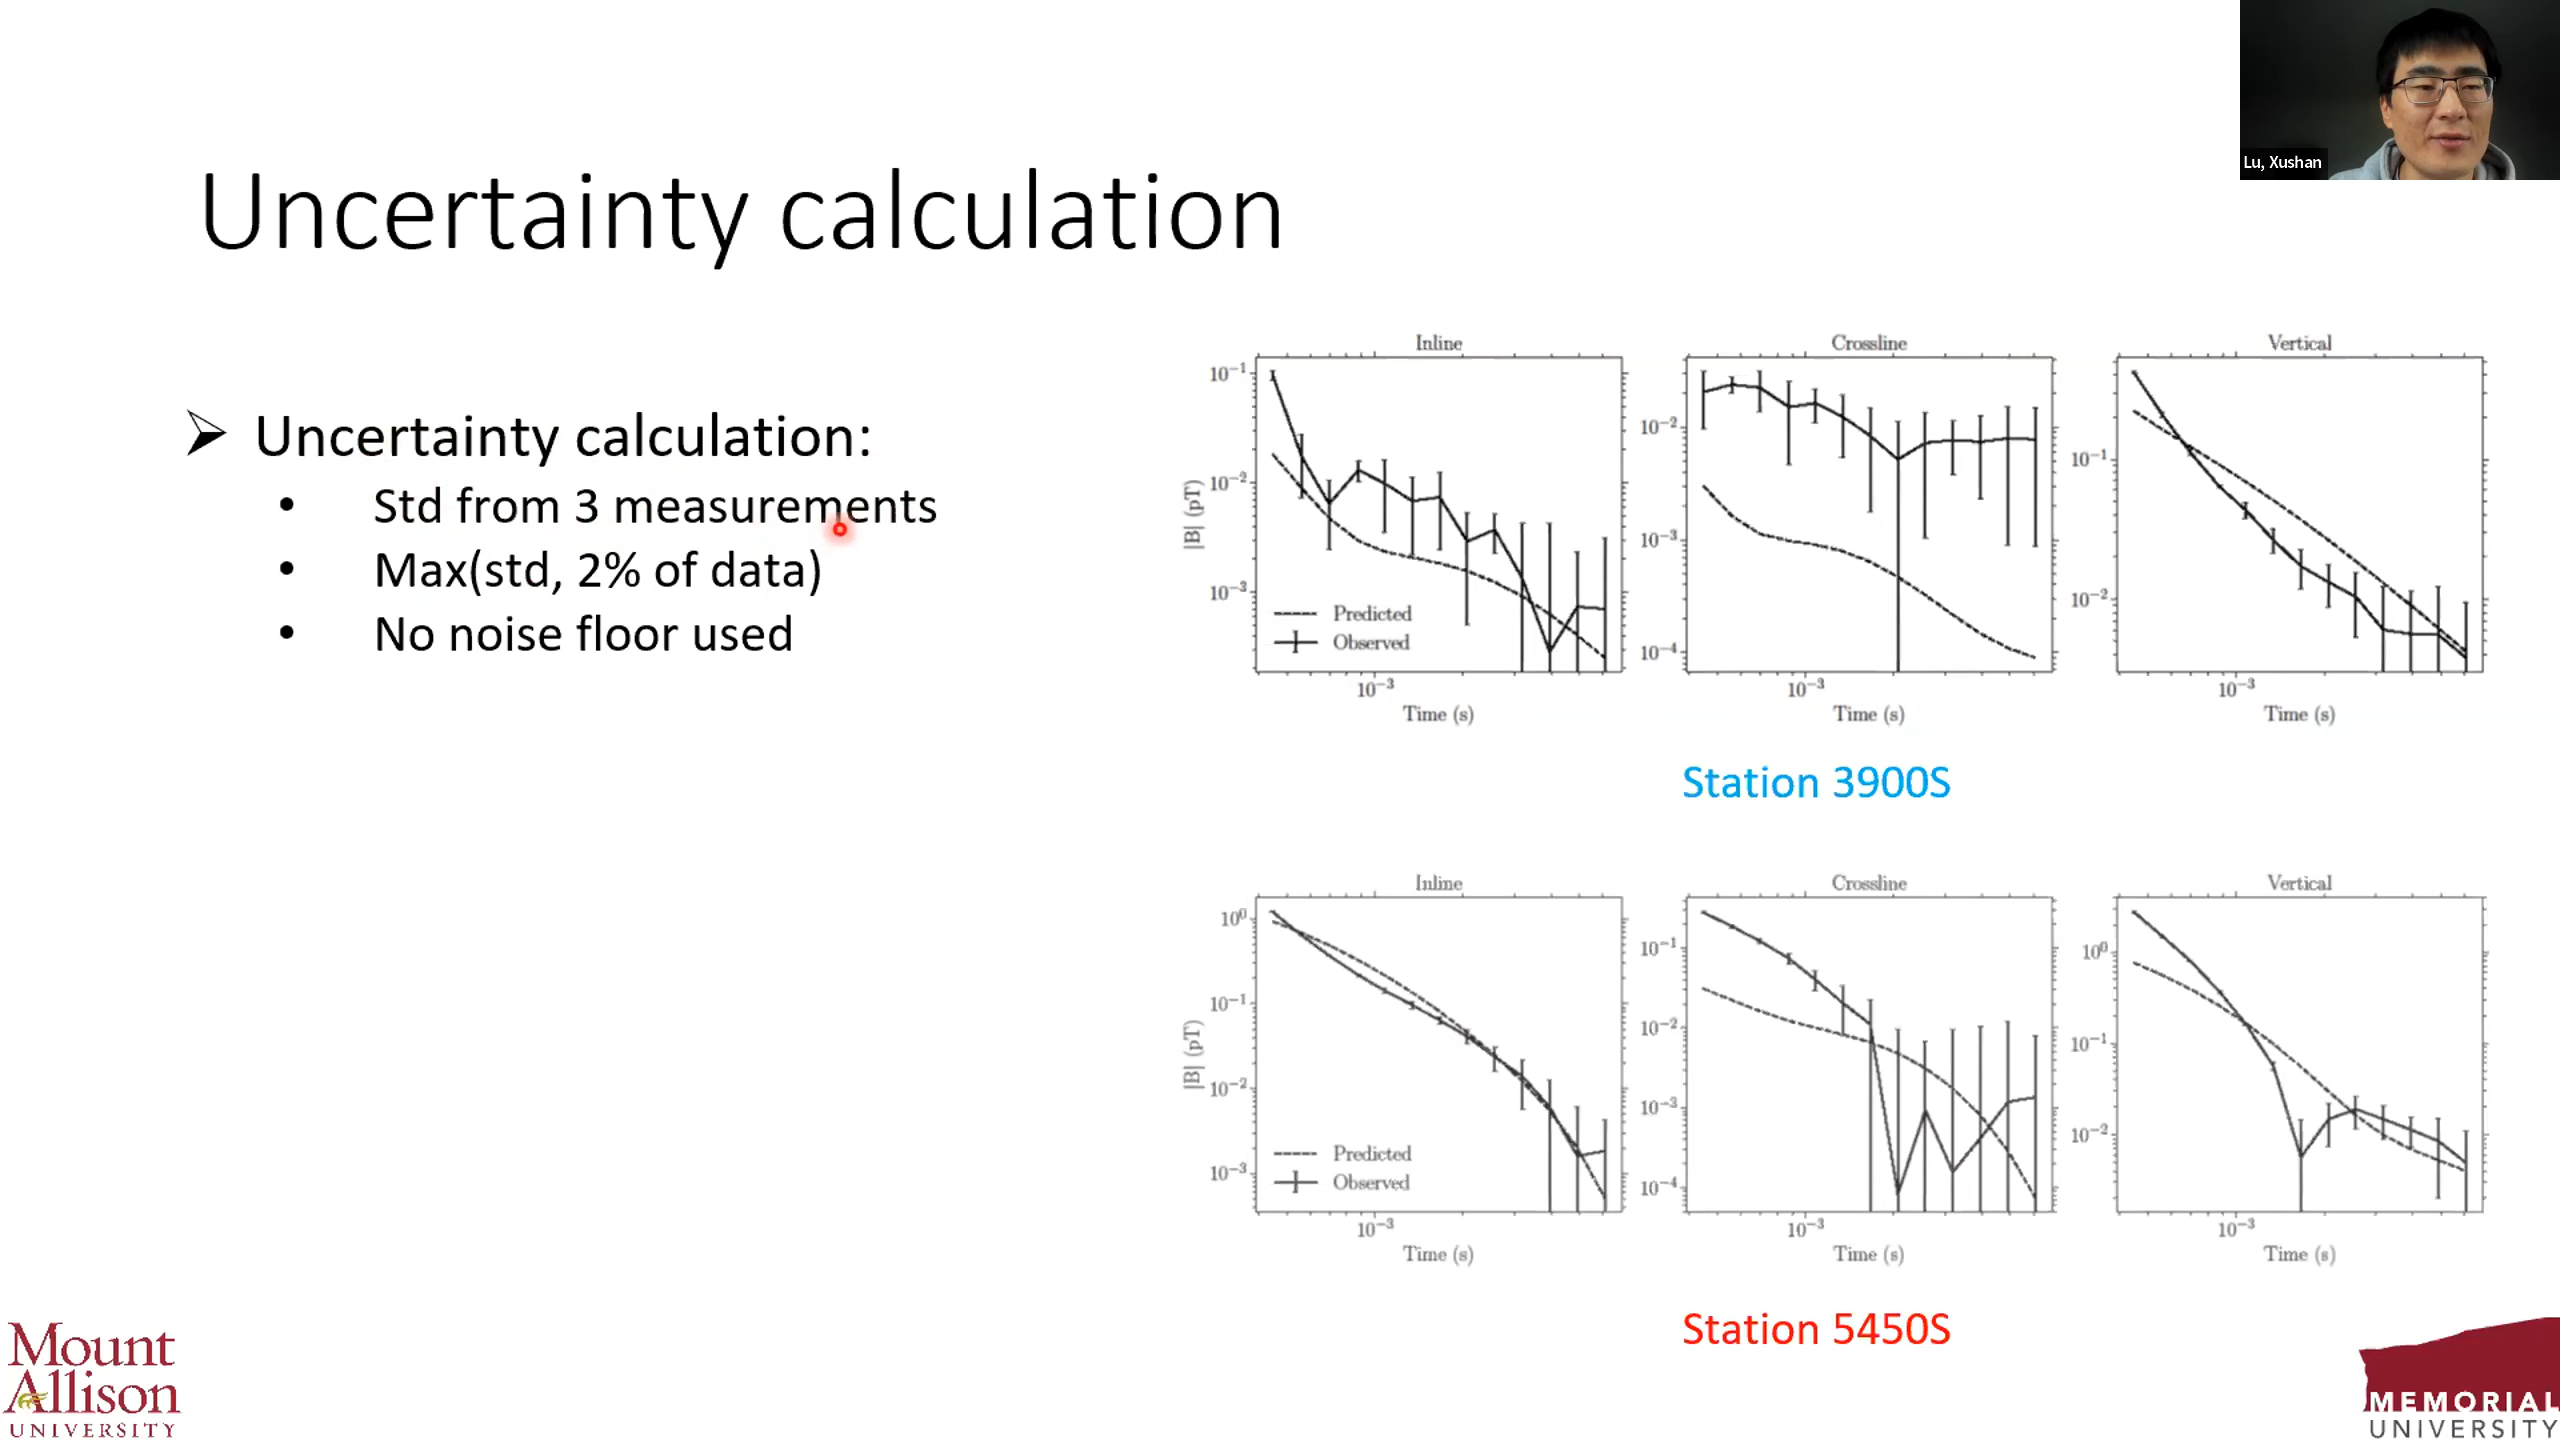 Lu, Xushan
Uncertainty calculation
➢ Uncertainty calculation:
• Std from 3 measurements
• Max(std, 2% of data)
• No noise floor used
Inline
Crossline
Vertical
10⁻¹
10⁻²
10⁻³
|B| (pT)
Predicted
Observed
10⁻³
Time (s)
10⁻²
10⁻³
10⁻⁴
10⁻³
Time (s)
10⁻¹
10⁻²
10⁻³
Time (s)
Station 3900S
Inline
Crossline
Vertical
10⁰
10⁻¹
10⁻²
10⁻³
|B| (pT)
Predicted
Observed
10⁻³
Time (s)
10⁻¹
10⁻²
10⁻³
10⁻⁴
10⁻³
Time (s)
10⁰
10⁻¹
10⁻²
10⁻³
Time (s)
Station 5450S
Mount
Allison
UNIVERSITY
MEMORIAL
UNIVERSITY